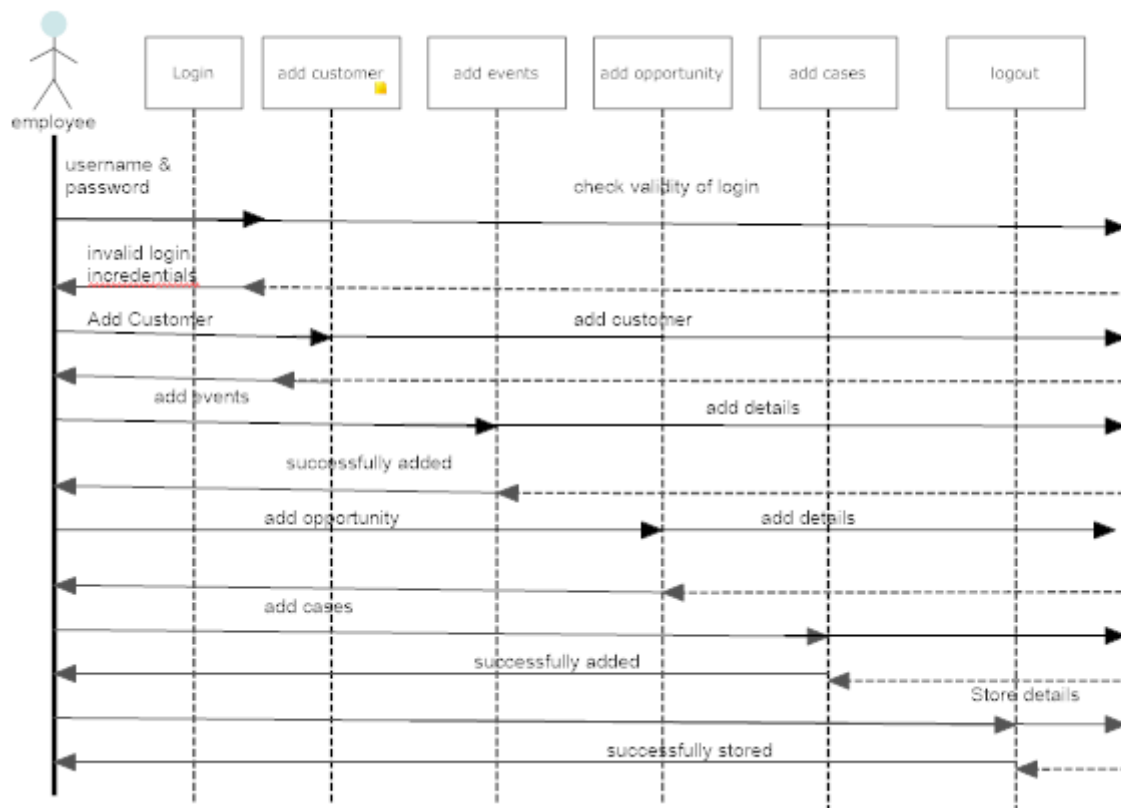 Login
add customer
add events
add opportunity
add cases
logout
employee
username &
password
check validity of login
invalid login
incredentials
Add Customer
add customer
add events
add details
successfully added
add opportunity
add details
add cases
successfully added
Store details
successfully stored